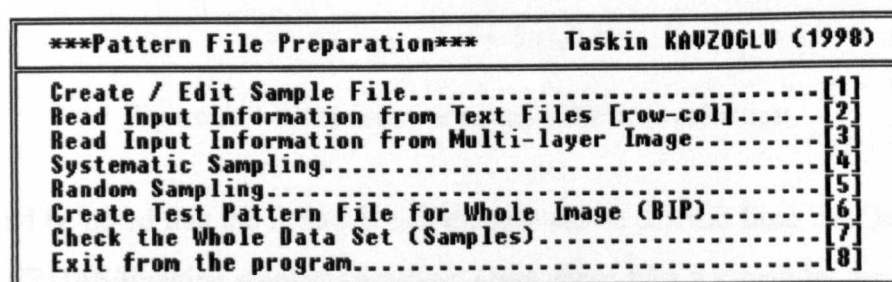 ***Pattern File Preparation*** Taskin KAVZOGLU (1998)
Create / Edit Sample File..............................[1]
Read Input Information from Text Files [row-col].......[2]
Read Input Information from Multi-layer Image..........[3]
Systematic Sampling....................................[4]
Random Sampling........................................[5]
Create Test Pattern File for Whole Image (BIP).........[6]
Check the Whole Data Set (Samples).....................[7]
Exit from the program..................................[8]